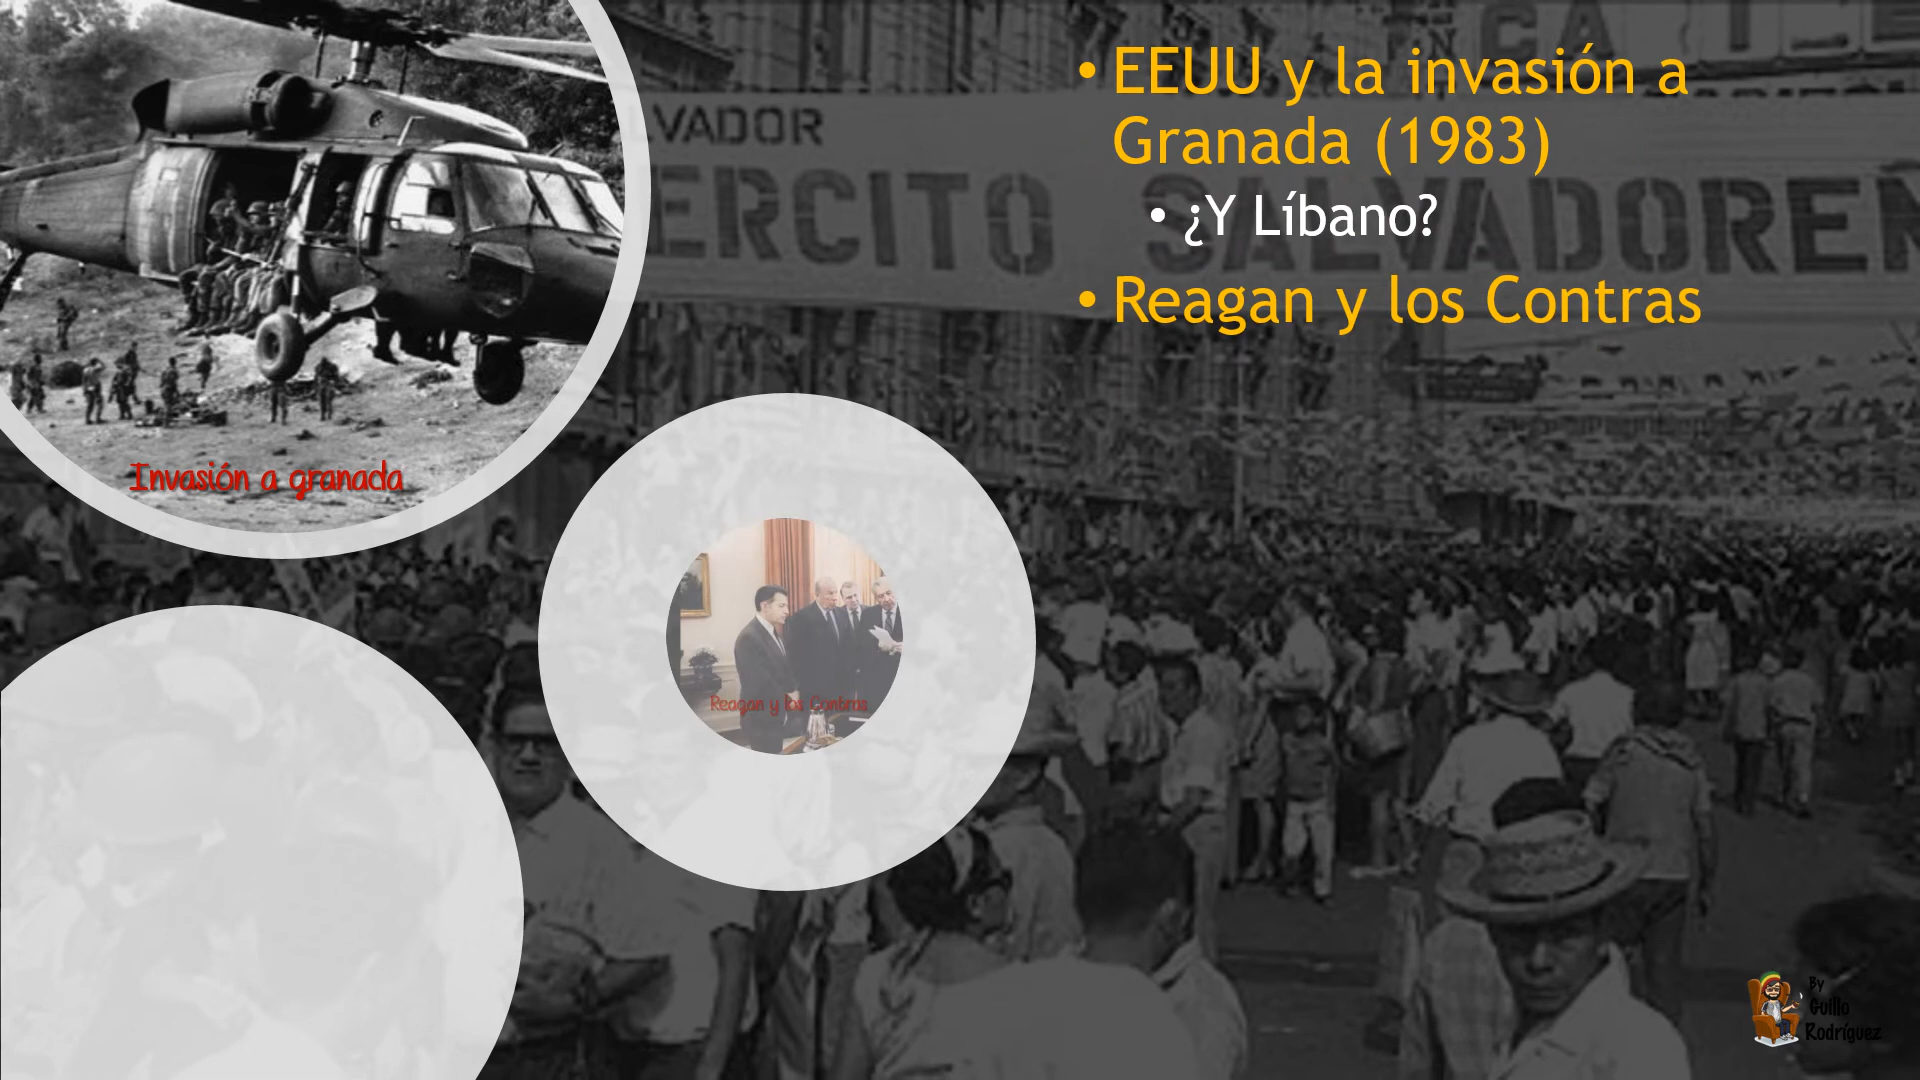 • EEUU y la invasión a
Granada (1983)
• ¿Y Líbano?
• Reagan y los Contras
LVADOR
ERCITO SALVADOREÑ
Invasión a granada
Reagan y los Contras
By
Guillo
Rodríguez